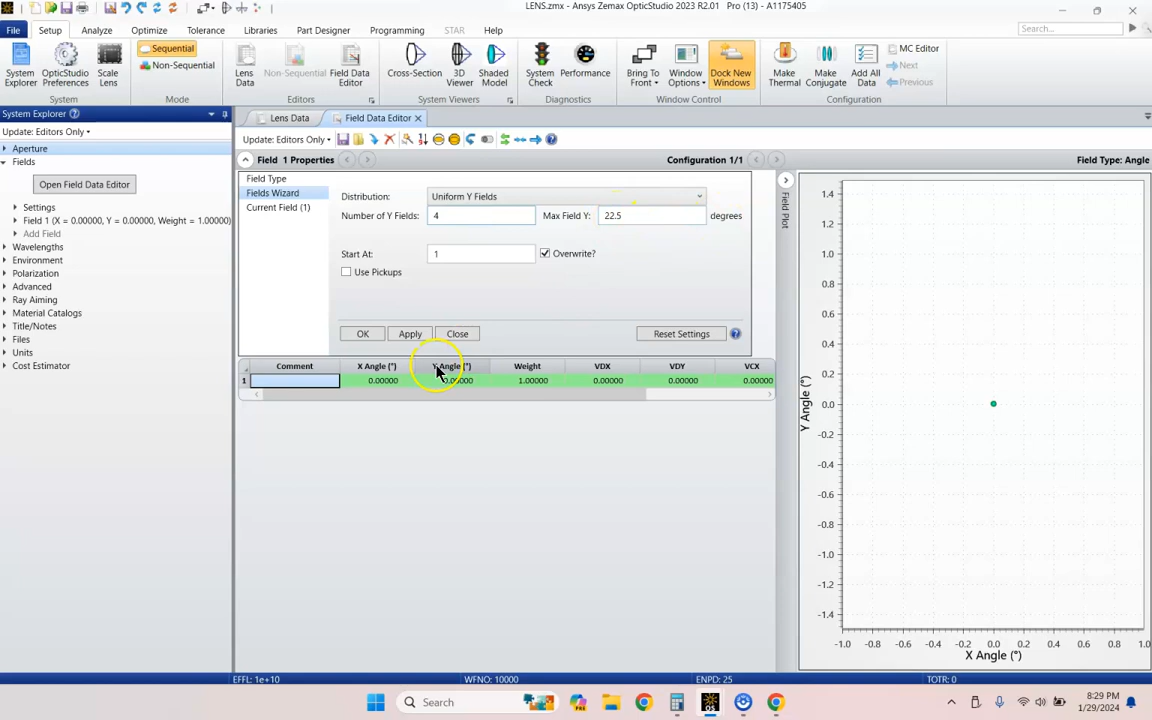 LENS.zmx - Ansys Zemax OpticStudio 2023 R2.01 Pro (13) - A1175405
File Setup Analyze Optimize Tolerance Libraries Part Designer Programming STAR Help Search...
System Explorer
OpticStudio Preferences
Scale Lens
System
Sequential
Non-Sequential
Mode
Lens Data
Non-Sequential
Field Data Editor
Editors
Cross-Section
3D Viewer
Shaded Model
System Viewers
System Check
Performance
Diagnostics
Bring To Front
Window Options
Dock New Windows
Window Control
Make Thermal
Make Conjugate
Add All Data
MC Editor
Next
Previous
Configuration
System Explorer
Update: Editors Only
Aperture
Fields
Open Field Data Editor
Settings
Field 1 (X = 0.00000, Y = 0.00000, Weight = 1.00000)
Add Field
Wavelengths
Environment
Polarization
Advanced
Ray Aiming
Material Catalogs
Title/Notes
Files
Units
Cost Estimator
Lens Data Field Data Editor
Update: Editors Only
Field 1 Properties Configuration 1/1 Field Type: Angle
Field Type
Fields Wizard
Current Field (1)
Distribution: Uniform Y Fields
Number of Y Fields: 4 Max Field Y: 22.5 degrees
Start At: 1 Overwrite?
Use Pickups
OK Apply Close Reset Settings
Comment X Angle (°) Y Angle (°) Weight VDX VDY VCX
1 0.00000 0.00000 1.00000 0.00000 0.00000 0.00000
Field Plot
1.4
1.2
1.0
0.8
0.6
0.4
0.2
0.0
-0.2
-0.4
-0.6
-0.8
-1.0
-1.2
-1.4
Y Angle (°)
-1.0 -0.8 -0.6 -0.4 -0.2 0.0 0.2 0.4 0.6 0.8 1.0
X Angle (°)
EFFL: 1e+10 WFNO: 10000 ENPD: 25 TOTR: 0
Search
8:29 PM
1/29/2024